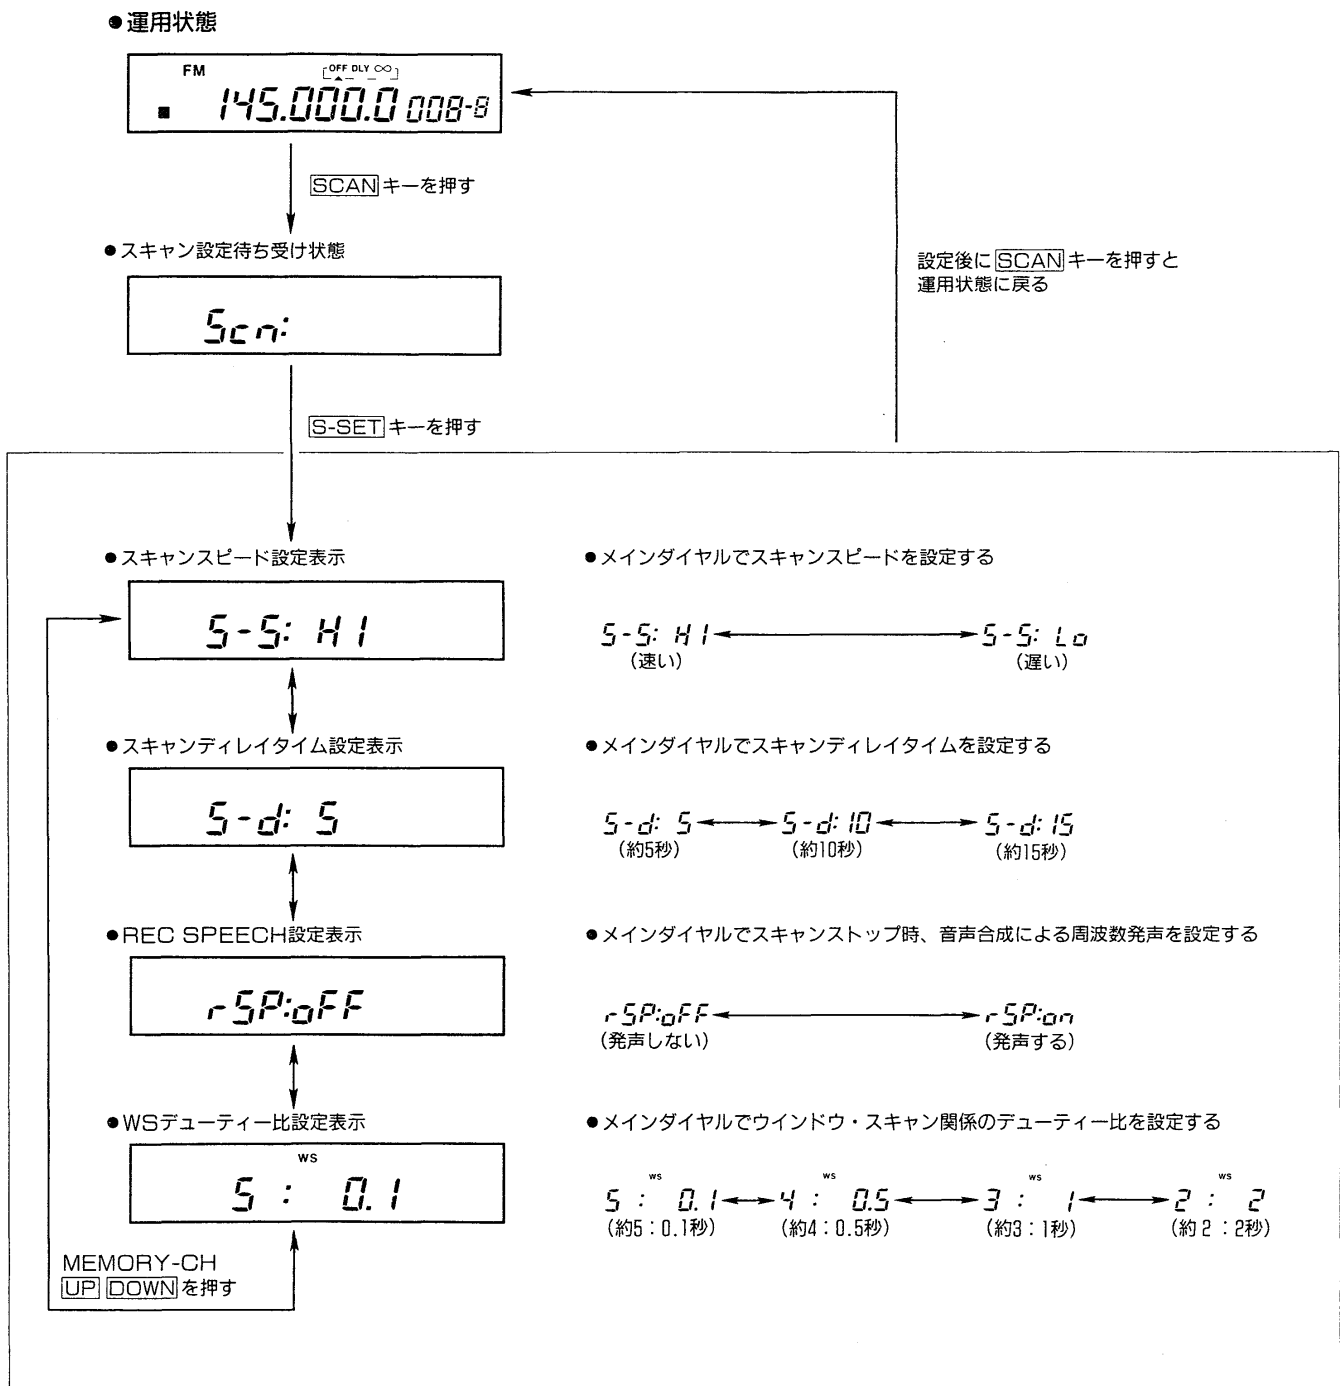 ●運用状態
FM
[OFF DLY ∞]
■ 145.000.0 008-8
SCANキーを押す
●スキャン設定待ち受け状態
設定後にSCANキーを押すと
運用状態に戻る
Scn:
S-SETキーを押す
●スキャンスピード設定表示
S-S: HI
●メインダイヤルでスキャンスピードを設定する
S-S: HI S-S: Lo
(速い) (遅い)
●スキャンディレイタイム設定表示
S-d: 5
●メインダイヤルでスキャンディレイタイムを設定する
S-d: 5 S-d:10 S-d:15
(約5秒) (約10秒) (約15秒)
●REC SPEECH設定表示
rSP:oFF
●メインダイヤルでスキャンストップ時、音声合成による周波数発声を設定する
rSP:oFF rSP:on
(発声しない) (発声する)
●WSデューティー比設定表示
WS
5 : 0.1
●メインダイヤルでウインドウ・スキャン関係のデューティー比を設定する
WS WS WS WS
5 : 0.1 4 : 0.5 3 : 1 2 : 2
(約5:0.1秒) (約4:0.5秒) (約3:1秒) (約2:2秒)
MEMORY-CH
UP DOWNを押す